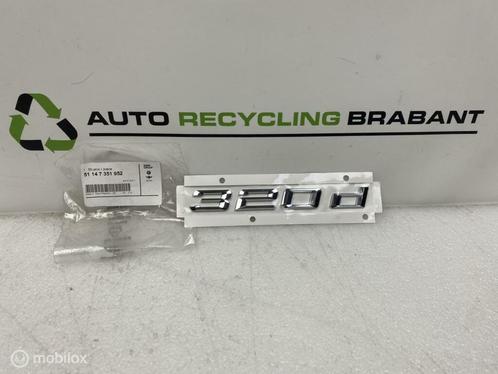 AUTO RECYCLING BRABANT
51 14 7 351 952
320d
mobilox